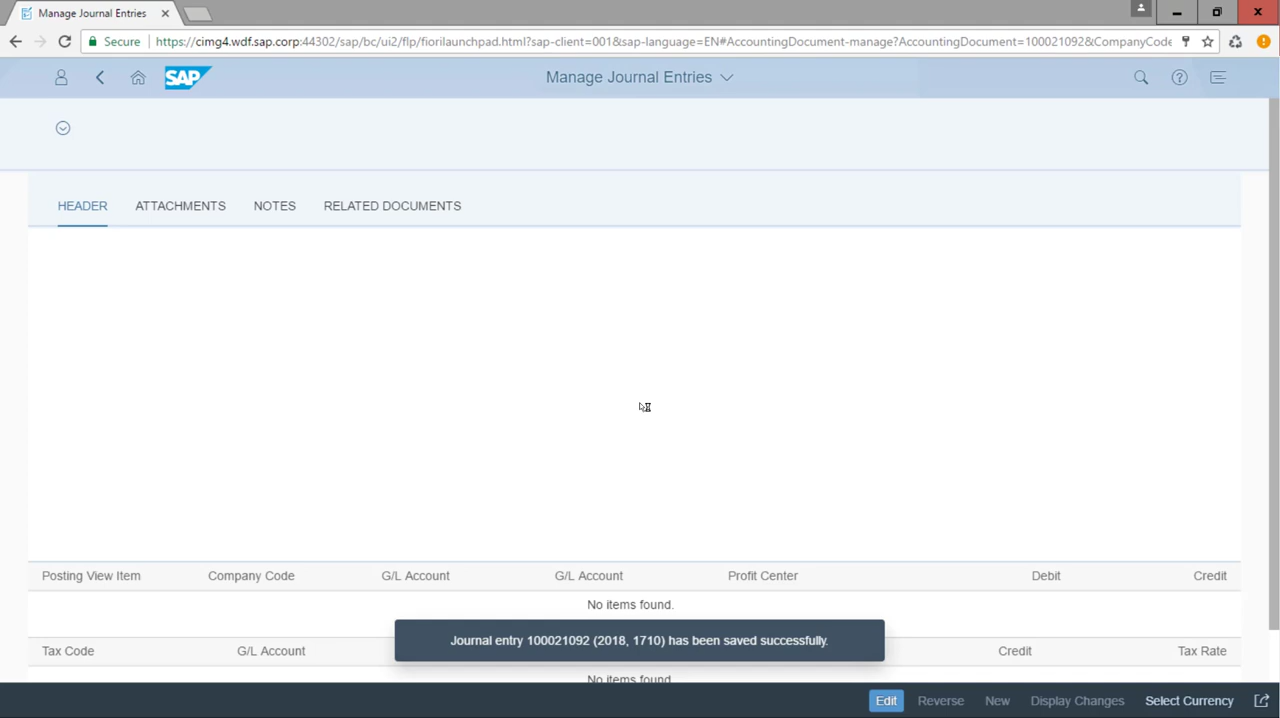 Manage Journal Entries
Secure https://cimg4.wdf.sap.corp:44302/sap/bc/ui2/flp/fiorilaunchpad.html?sap-client=001&sap-language=EN#AccountingDocument-manage?AccountingDocument=100021092&CompanyCode
SAP Manage Journal Entries
HEADER ATTACHMENTS NOTES RELATED DOCUMENTS
Posting View Item Company Code G/L Account G/L Account Profit Center Debit Credit
No items found.
Journal entry 100021092 (2018, 1710) has been saved successfully.
Tax Code G/L Account Credit Tax Rate
No items found.
Edit Reverse New Display Changes Select Currency